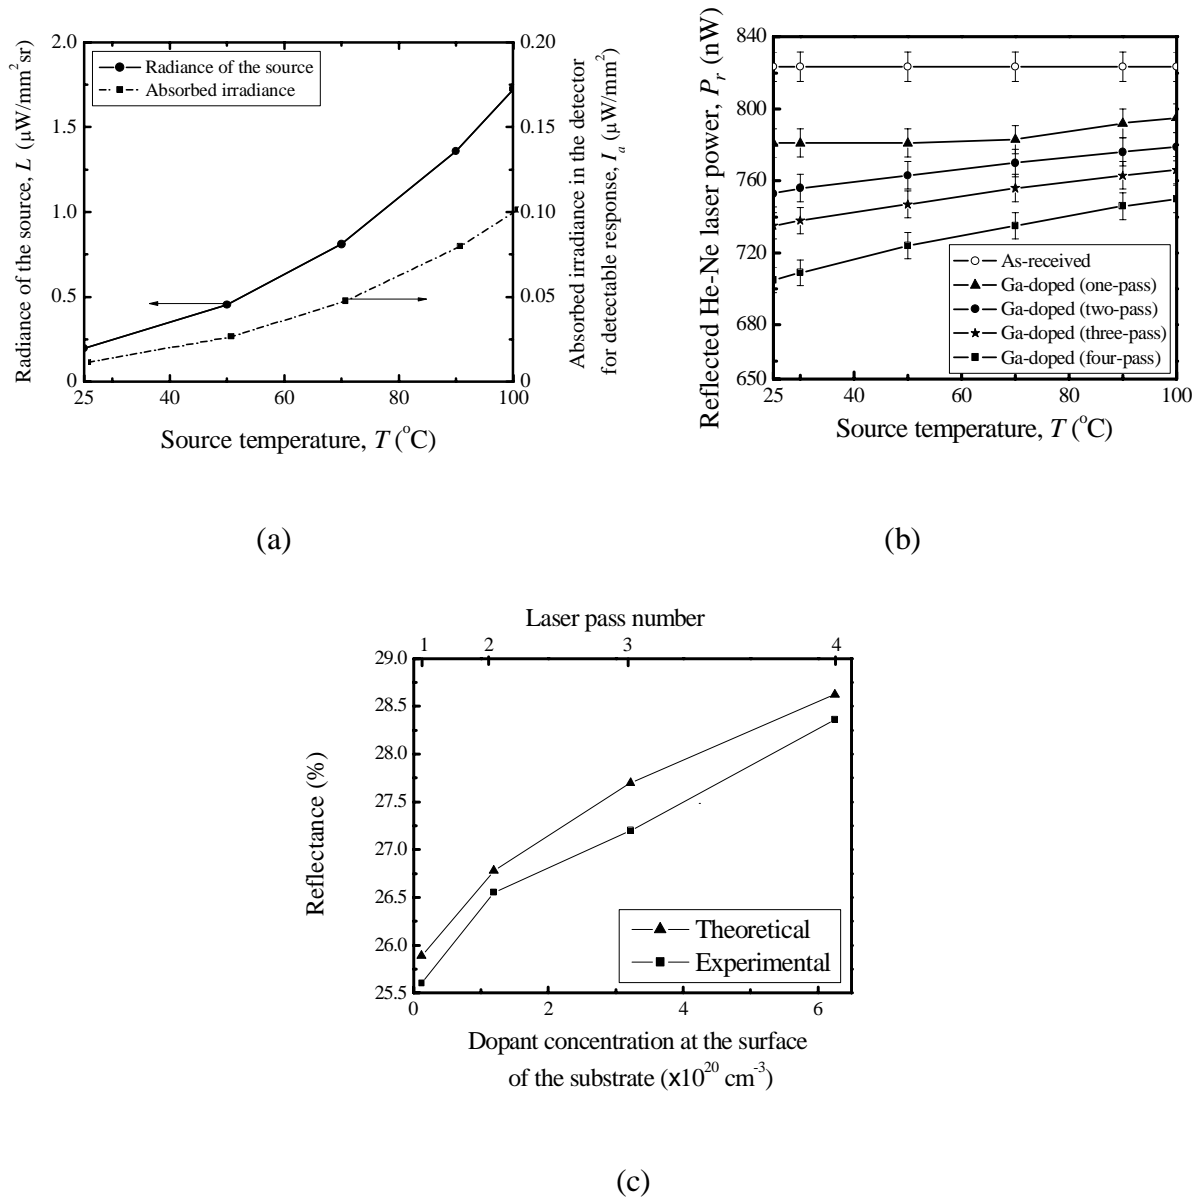 2.0
1.5
1.0
0.5
0
0.20
0.15
0.10
0.05
0
Radiance of the source
Absorbed irradiance
Radiance of the source, L (μW/mm²sr)
Absorbed irradiance in the detector
for detectable response, Iₐ (μW/mm²)
25 40 60 80 100
Source temperature, T (°C)
(a)
840
800
760
720
680
650
Reflected He-Ne laser power, Pᵣ (nW)
As-received
Ga-doped (one-pass)
Ga-doped (two-pass)
Ga-doped (three-pass)
Ga-doped (four-pass)
25 40 60 80 100
Source temperature, T (°C)
(b)
Laser pass number
1 2 3 4
29.0
28.5
28.0
27.5
27.0
26.5
26.0
25.5
Reflectance (%)
Theoretical
Experimental
0 2 4 6
Dopant concentration at the surface
of the substrate (x10²⁰ cm⁻³)
(c)